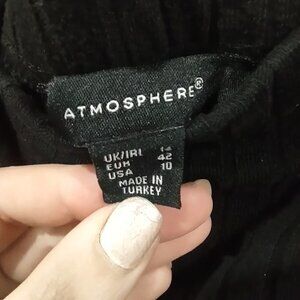 ATMOSPHERE®
UK/IRL 14
EUR 42
USA 10
MADE IN
TURKEY